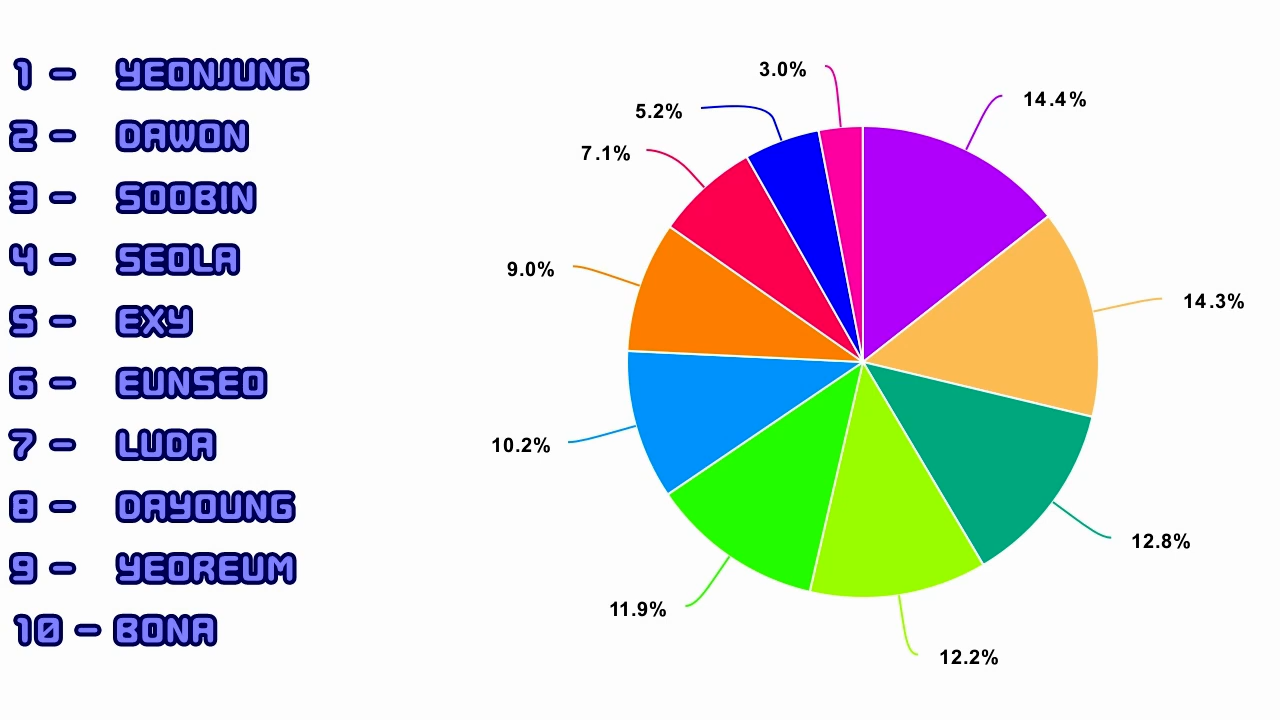 1 - YEONJUNG
2 - DAWON
3 - SOOBIN
4 - SEOLA
5 - EXY
6 - EUNSEO
7 - LUDA
8 - DAYOUNG
9 - YEOREUM
10 - BONA
3.0%
14.4%
5.2%
7.1%
9.0%
14.3%
10.2%
12.8%
11.9%
12.2%